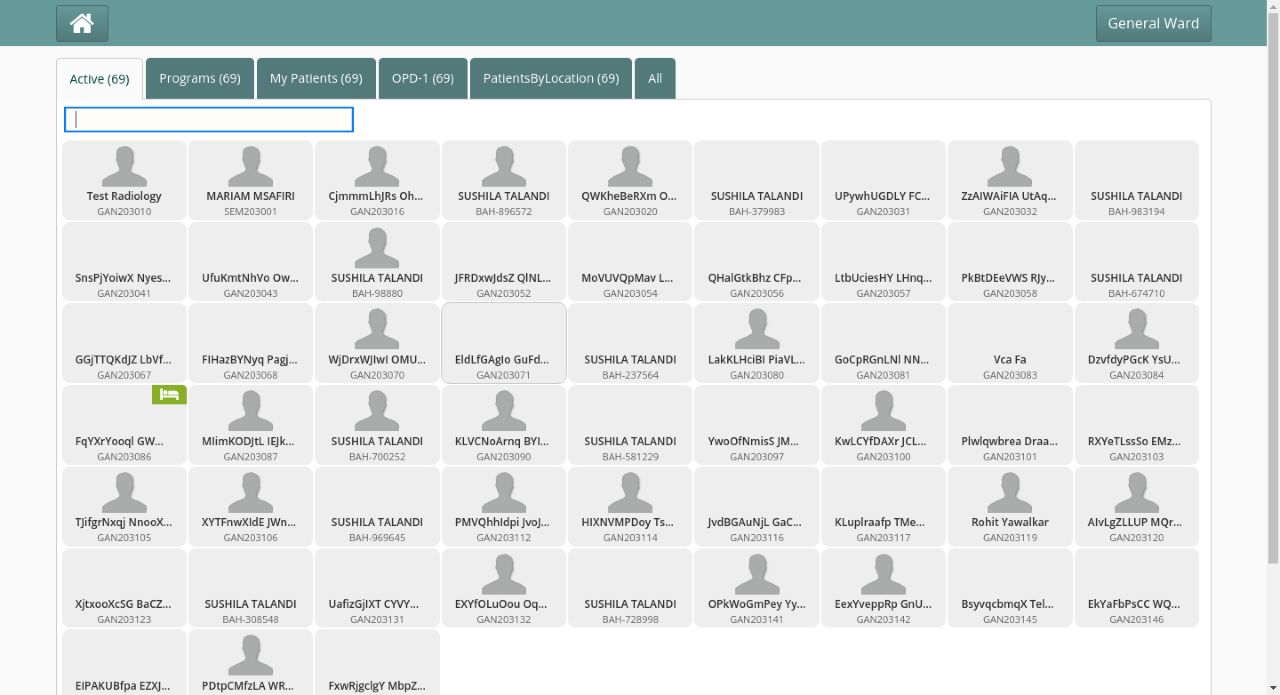 General Ward
Active (69)
Programs (69)
My Patients (69)
OPD-1 (69)
PatientsByLocation (69)
All
Test Radiology
GAN203010
MARIAM MSAFIRI
SEM203001
CjmmmLhJRs Oh...
GAN203016
SUSHILA TALANDI
BAH-896572
QWKheBeRXm O...
GAN203020
SUSHILA TALANDI
BAH-379983
UPywhUGDLY FC...
GAN203031
ZzAIWAiFIA UtAq...
GAN203032
SUSHILA TALANDI
BAH-983194
SnsPjYoiwX Nyes...
GAN203041
UfuKmtNhVo Ow...
GAN203043
SUSHILA TALANDI
BAH-98880
JFRDxwJdsZ QlNL...
GAN203052
MoVUVQpMav L...
GAN203054
QHalGtkBhz CFp...
GAN203056
LtbUciesHY LHnq...
GAN203057
PkBtDEeVWS RJy...
GAN203058
SUSHILA TALANDI
BAH-674710
GGjTTQKdJZ LbVf...
GAN203067
FIHazBYNyq Pagj...
GAN203068
WjDrxWJIwI OMU...
GAN203070
EldLfGAgIo GuFd...
GAN203071
SUSHILA TALANDI
BAH-237564
LakKLHciBI PiaVL...
GAN203080
GoCpRGnLNl NN...
GAN203081
Vca Fa
GAN203083
DzvfdyPGcK YsU...
GAN203084
FqYXrYooql GW...
GAN203086
MIimKODJtL IEJk...
GAN203087
SUSHILA TALANDI
BAH-700252
KLVCNoArnq BYI...
GAN203090
SUSHILA TALANDI
BAH-581229
YwoOfNmisS JM...
GAN203097
KwLCYfDAXr JCL...
GAN203100
Plwlqwbrea Draa...
GAN203101
RXYeTLssSo EMz...
GAN203103
TJifgrNxqj NnooX...
GAN203105
XYTFnwXIdE JWn...
GAN203106
SUSHILA TALANDI
BAH-969645
PMVQhhIdpi JvoJ...
GAN203112
HIXNVMPDoy Ts...
GAN203114
JvdBGAuNjL GaC...
GAN203116
KLuplraafp TMe...
GAN203117
Rohit Yawalkar
GAN203119
AIvLgZLLUP MQr...
GAN203120
XjtxooXcSG BaCZ...
GAN203123
SUSHILA TALANDI
BAH-308548
UafizGjIXT CYVY...
GAN203131
EXYfOLuOou Oq...
GAN203132
SUSHILA TALANDI
BAH-728998
OPkWoGmPey Yy...
GAN203141
EexYveppRp GnU...
GAN203142
BsyvqcbmqX Tel...
GAN203145
EkYaFbPsCC WQ...
GAN203146
EIPAKUBfpa EZXJ...
PDtpCMfzLA WR...
FxwRjgclgY MbpZ...